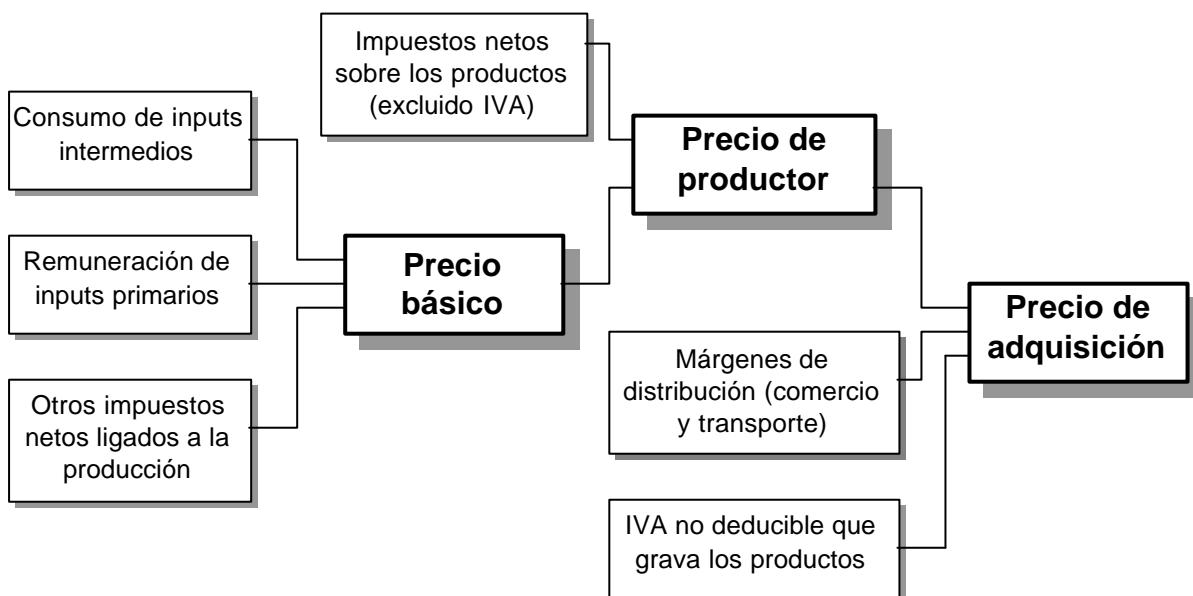 Impuestos netos
sobre los productos
(excluido IVA)
Consumo de inputs
intermedios
Precio de
productor
Remuneración de
inputs primarios
Precio
básico
Precio de
adquisición
Márgenes de
distribución (comercio
y transporte)
Otros impuestos
netos ligados a la
producción
IVA no deducible que
grava los productos